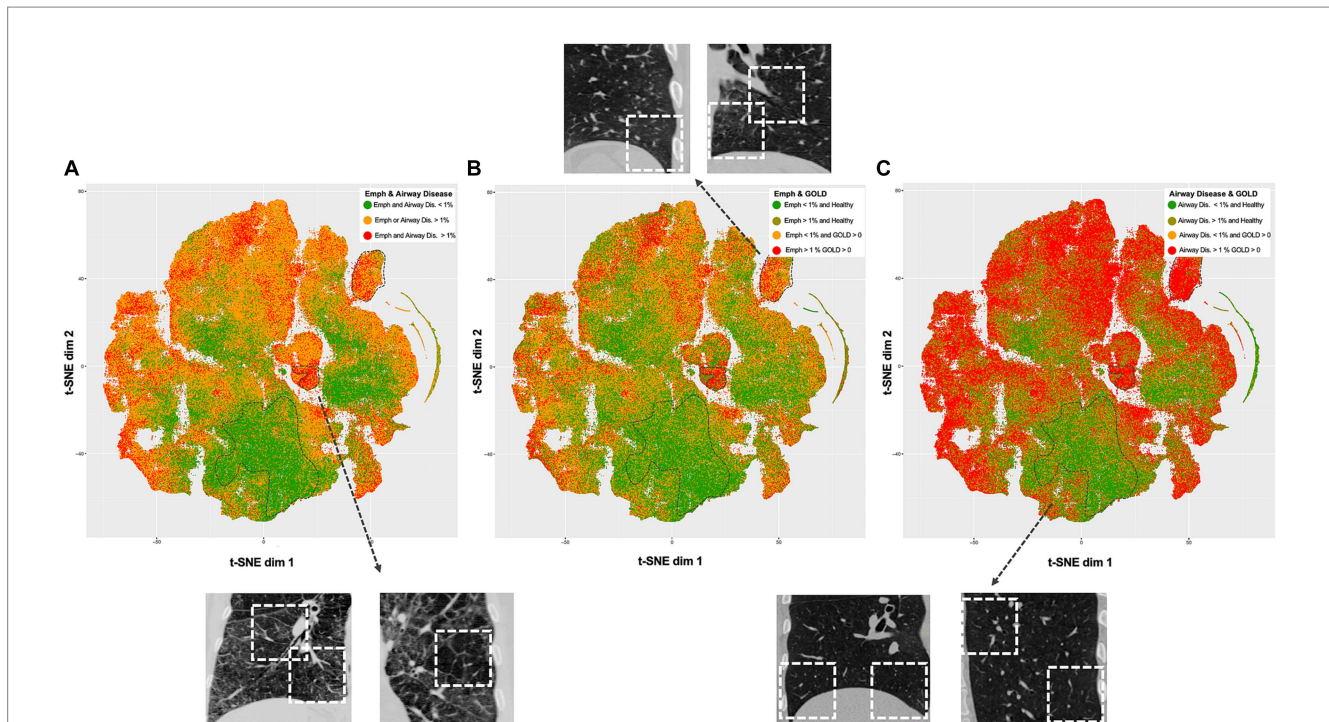 A
B
C
Emph & Airway Disease
Emph and Airway Dis. < 1%
Emph or Airway Dis. > 1%
Emph and Airway Dis. > 1%
Emph & GOLD
Emph < 1% and Healthy
Emph > 1% and Healthy
Emph < 1% and GOLD > 0
Emph > 1 % GOLD > 0
Airway Disease & GOLD
Airway Dis. < 1% and Healthy
Airway Dis. > 1% and Healthy
Airway Dis. < 1% and GOLD > 0
Airway Dis. > 1 % GOLD > 0
80
40
0
-40
t-SNE dim 2
-50
0
50
t-SNE dim 1
80
40
0
-40
t-SNE dim 2
-50
0
50
t-SNE dim 1
80
40
0
-40
t-SNE dim 2
-50
0
50
t-SNE dim 1